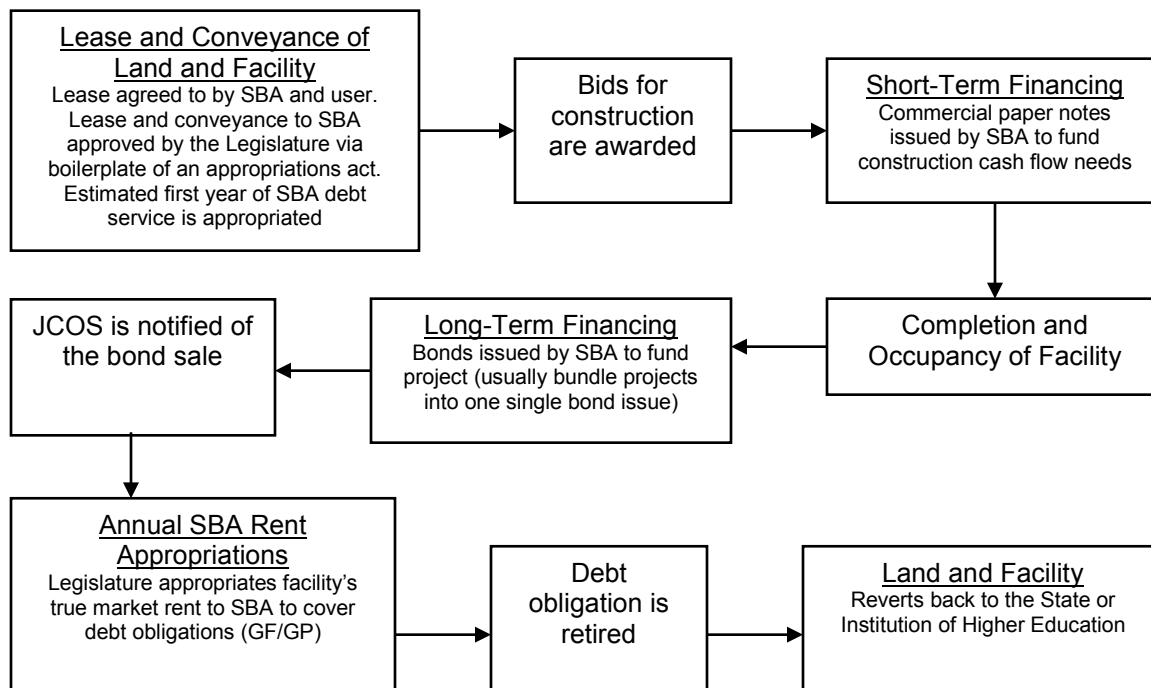 Lease and Conveyance of
Land and Facility
Lease agreed to by SBA and user.
Lease and conveyance to SBA
approved by the Legislature via
boilerplate of an appropriations act.
Estimated first year of SBA debt
service is appropriated
Bids for
construction
are awarded
Short-Term Financing
Commercial paper notes
issued by SBA to fund
construction cash flow needs
Completion and
Occupancy of Facility
Long-Term Financing
Bonds issued by SBA to fund
project (usually bundle projects
into one single bond issue)
JCOS is notified of
the bond sale
Annual SBA Rent
Appropriations
Legislature appropriates facility's
true market rent to SBA to cover
debt obligations (GF/GP)
Debt
obligation is
retired
Land and Facility
Reverts back to the State or
Institution of Higher Education